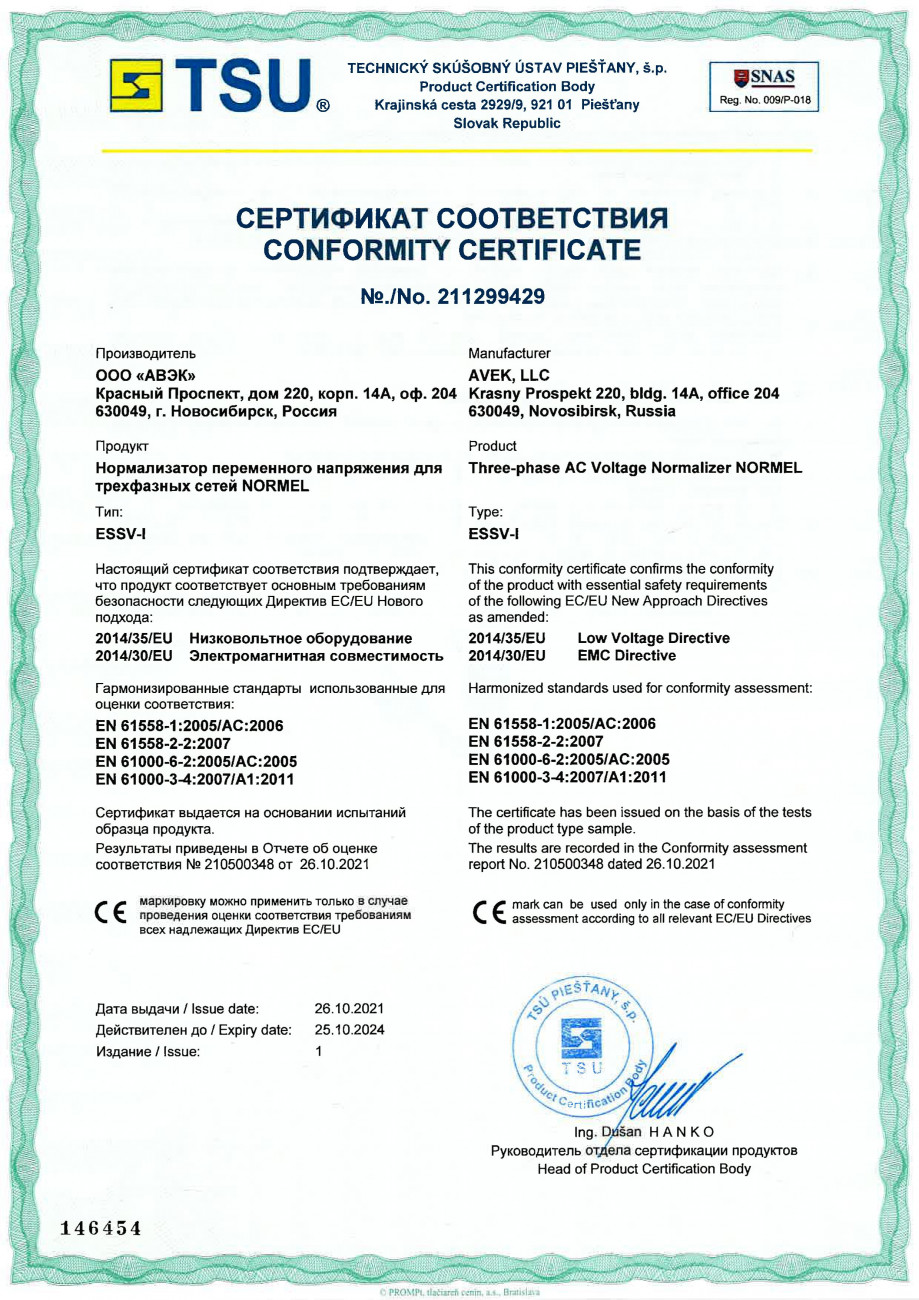 TSU®
TECHNICKÝ SKÚŠOBNÝ ÚSTAV PIEŠŤANY, š.p.
Product Certification Body
Krajinská cesta 2929/9, 921 01 Piešťany
Slovak Republic
SNAS
Reg. No. 009/P-018
СЕРТИФИКАТ СООТВЕТСТВИЯ
CONFORMITY CERTIFICATE
№./No. 211299429
Производитель
ООО «АВЭК»
Красный Проспект, дом 220, корп. 14А, оф. 204
630049, г. Новосибирск, Россия
Продукт
Нормализатор переменного напряжения для
трехфазных сетей NORMEL
Тип:
ESSV-I
Настоящий сертификат соответствия подтверждает,
что продукт соответствует основным требованиям
безопасности следующих Директив EC/EU Нового
подхода:
2014/35/EU Низковольтное оборудование
2014/30/EU Электромагнитная совместимость
Гармонизированные стандарты использованные для
оценки соответствия:
EN 61558-1:2005/AC:2006
EN 61558-2-2:2007
EN 61000-6-2:2005/AC:2005
EN 61000-3-4:2007/A1:2011
Сертификат выдается на основании испытаний
образца продукта.
Результаты приведены в Отчете об оценке
соответствия № 210500348 от 26.10.2021
CE маркировку можно применить только в случае
проведения оценки соответствия требованиям
всех надлежащих Директив EC/EU
Manufacturer
AVEK, LLC
Krasny Prospekt 220, bldg. 14A, office 204
630049, Novosibirsk, Russia
Product
Three-phase AC Voltage Normalizer NORMEL
Type:
ESSV-I
This conformity certificate confirms the conformity
of the product with essential safety requirements
of the following EC/EU New Approach Directives
as amended:
2014/35/EU Low Voltage Directive
2014/30/EU EMC Directive
Harmonized standards used for conformity assessment:
EN 61558-1:2005/AC:2006
EN 61558-2-2:2007
EN 61000-6-2:2005/AC:2005
EN 61000-3-4:2007/A1:2011
The certificate has been issued on the basis of the tests
of the product type sample.
The results are recorded in the Conformity assessment
report No. 210500348 dated 26.10.2021
CE mark can be used only in the case of conformity
assessment according to all relevant EC/EU Directives
Дата выдачи / Issue date: 26.10.2021
Действителен до / Expiry date: 25.10.2024
Издание / Issue: 1
TSÚ PIEŠŤANY, š.p.
TSU
Product Certification Body
Ing. Dušan HANKO
Руководитель отдела сертификации продуктов
Head of Product Certification Body
146454
© PROMPt, tlačiareň cenín, a.s., Bratislava